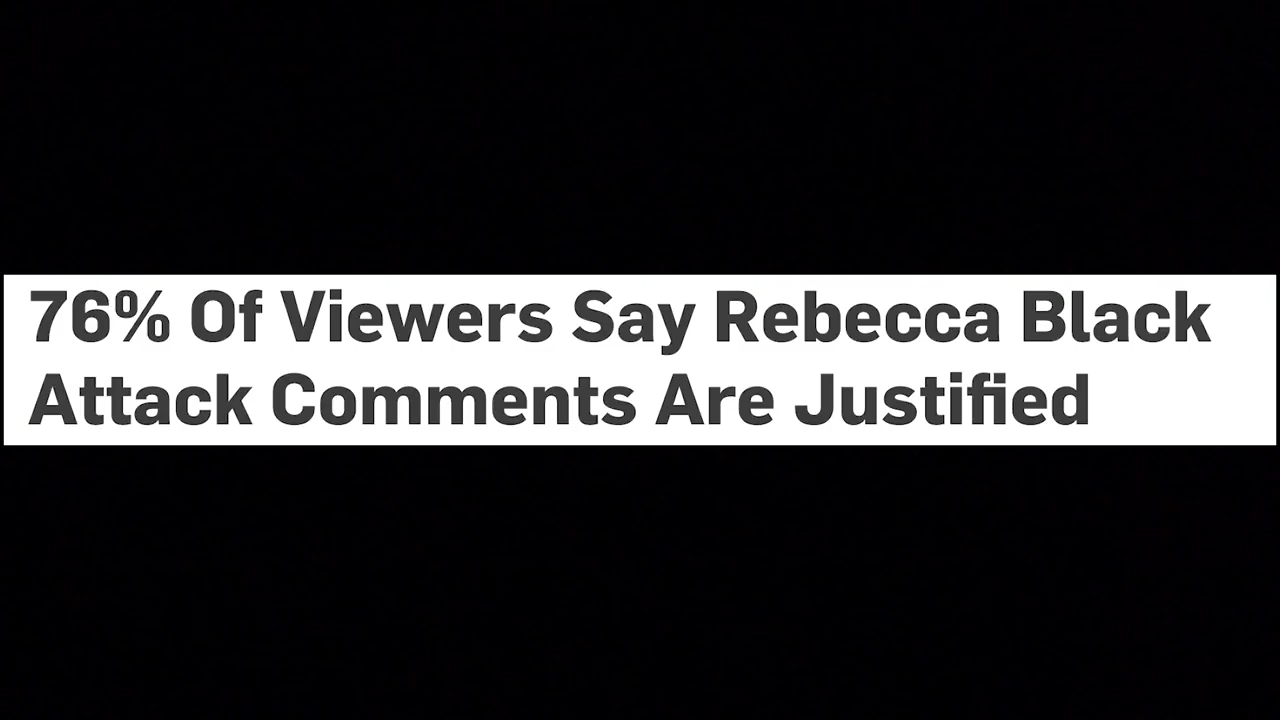 76% Of Viewers Say Rebecca Black
Attack Comments Are Justified